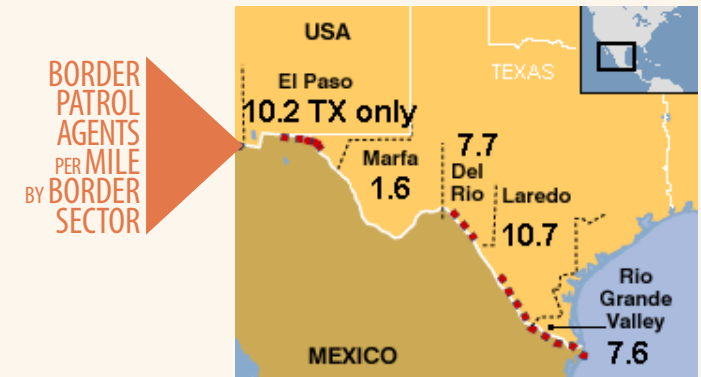 BORDER
PATROL
AGENTS
PER MILE
BY BORDER
SECTOR
USA
TEXAS
El Paso
10.2 TX only
Marfa
1.6
7.7
Del
Rio
Laredo
10.7
Rio
Grande
Valley
7.6
MEXICO